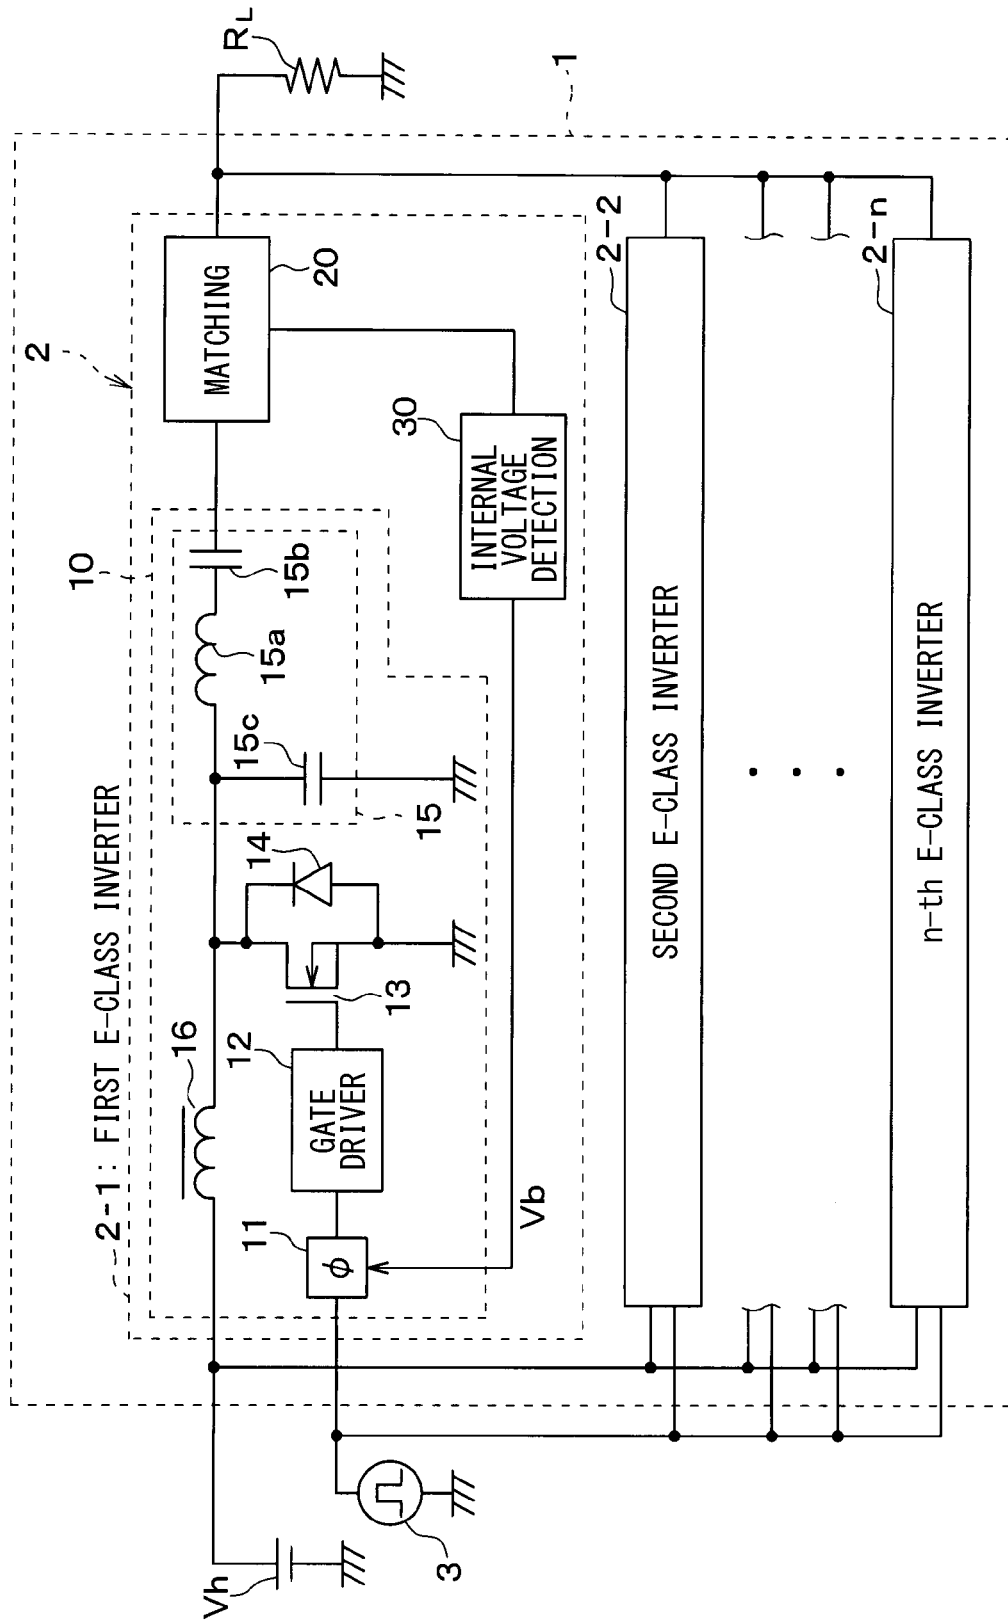 1
2-1: FIRST E-CLASS INVERTER
2
10
16
15a
15b
MATCHING
20
RL
Vh
15c
15
14
13
12
GATE
DRIVER
11
φ
3
Vb
30
INTERNAL
VOLTAGE
DETECTION
2-2
SECOND E-CLASS INVERTER
2-n
n-th E-CLASS INVERTER